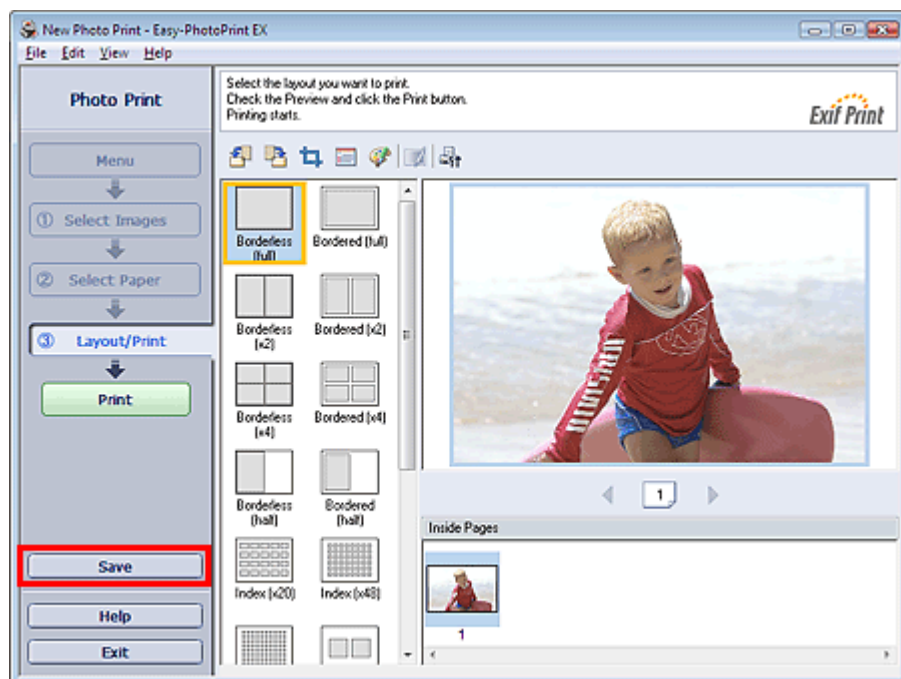 New Photo Print - Easy-PhotoPrint EX
File Edit View Help
Photo Print
Select the layout you want to print.
Check the Preview and click the Print button.
Printing starts.
Exif Print
Menu
① Select Images
② Select Paper
③ Layout/Print
Print
Save
Help
Exit
Borderless
(full)
Bordered (full)
Borderless
(x2)
Bordered (x2)
Borderless
(x4)
Bordered (x4)
Borderless
(half)
Bordered
(half)
Index (x20)
Index (x48)
1
Inside Pages
1